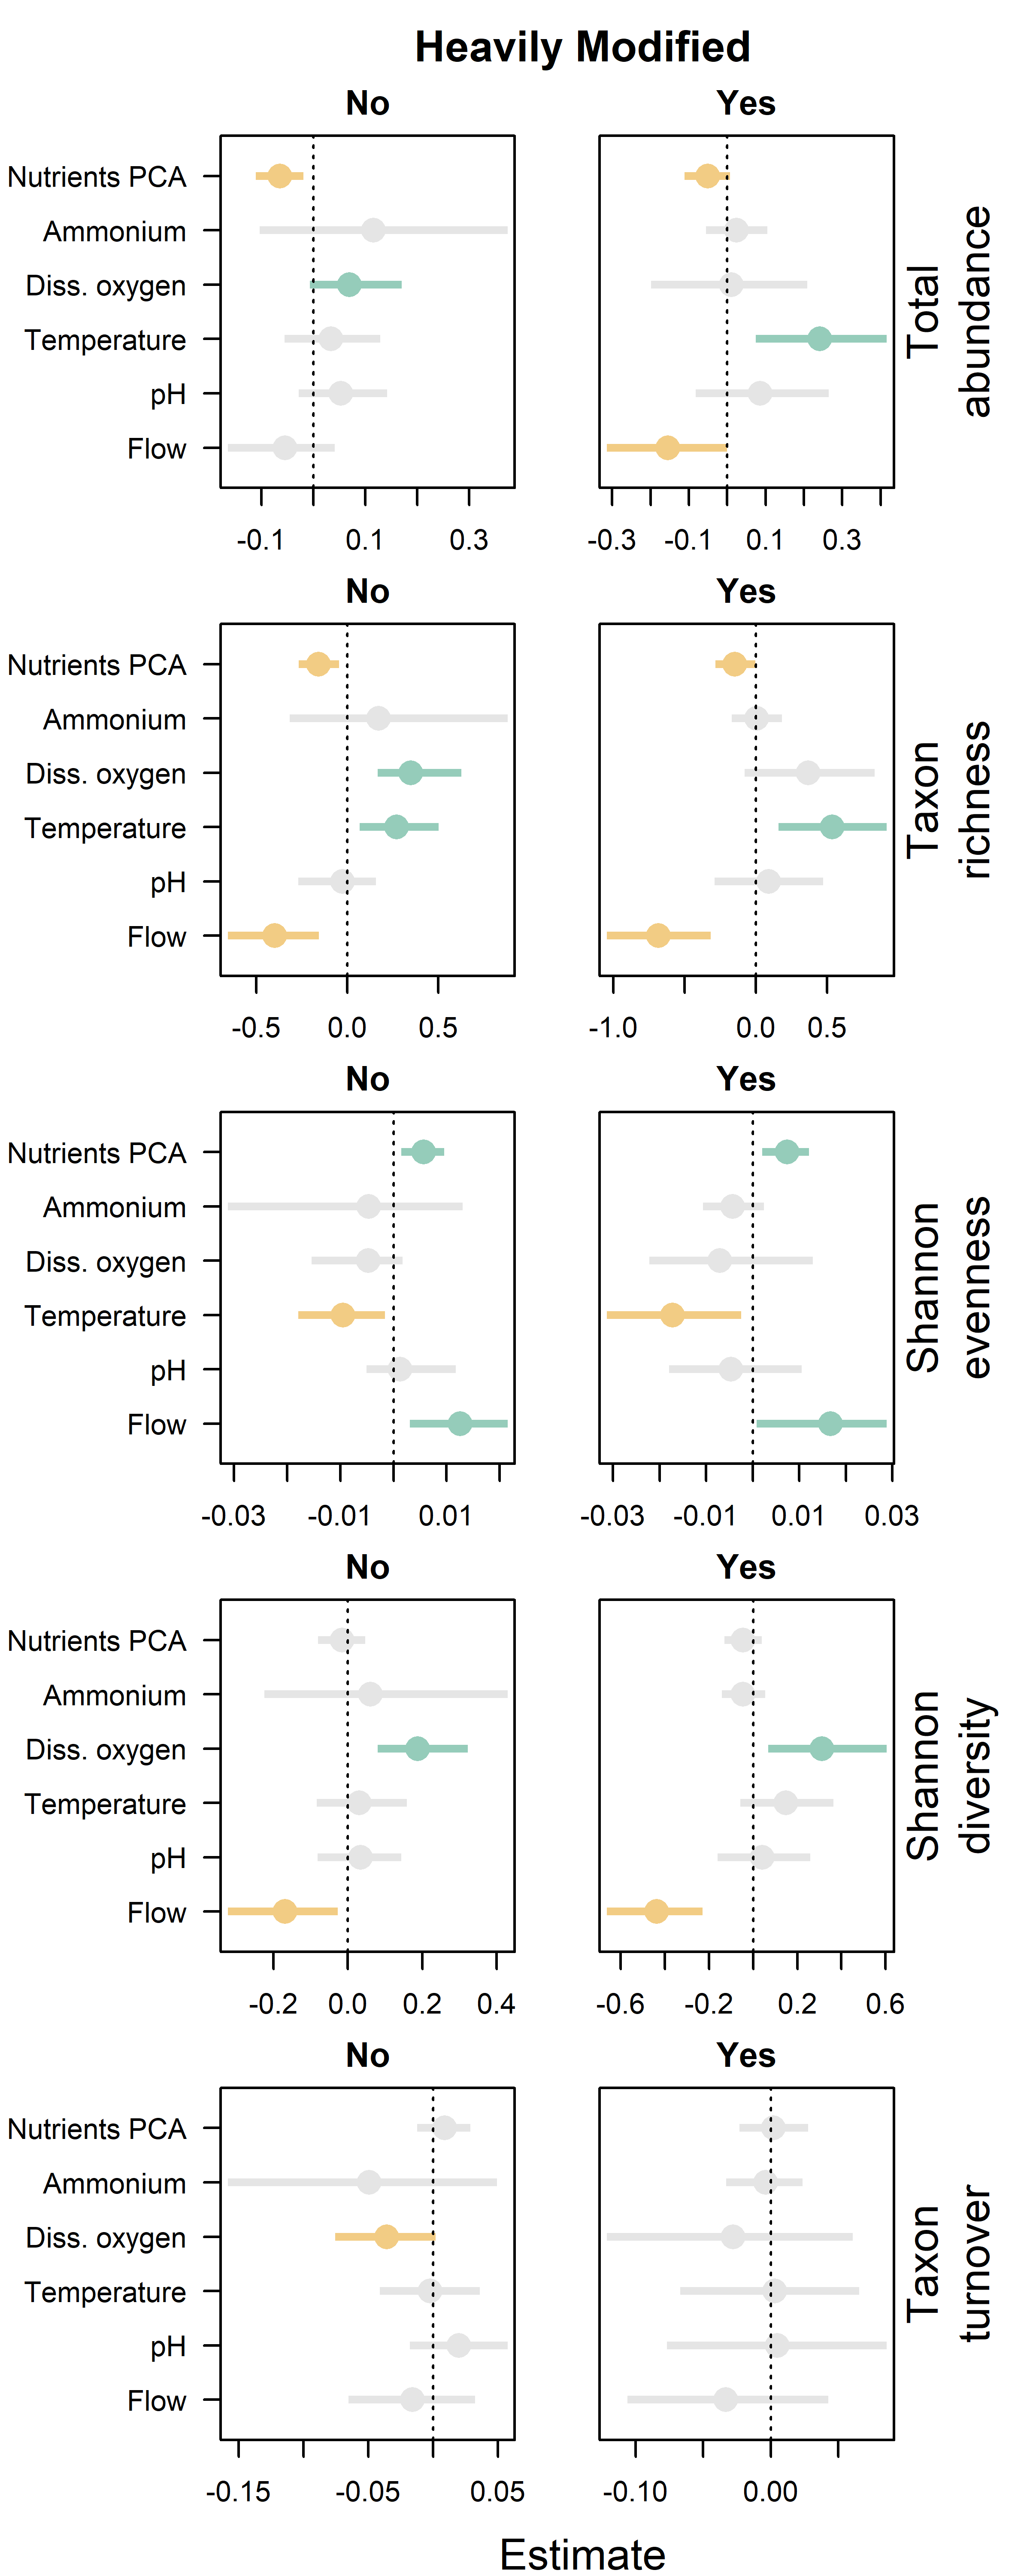 Heavily Modified
No
Yes
Nutrients PCA
Ammonium
Diss. oxygen
Temperature
pH
Flow
-0.1 0.1 0.3
-0.3 -0.1 0.1 0.3
Total
abundance
No
Yes
Nutrients PCA
Ammonium
Diss. oxygen
Temperature
pH
Flow
-0.5 0.0 0.5
-1.0 0.0 0.5
Taxon
richness
No
Yes
Nutrients PCA
Ammonium
Diss. oxygen
Temperature
pH
Flow
-0.03 -0.01 0.01
-0.03 -0.01 0.01 0.03
Shannon
evenness
No
Yes
Nutrients PCA
Ammonium
Diss. oxygen
Temperature
pH
Flow
-0.2 0.0 0.2 0.4
-0.6 -0.2 0.2 0.6
Shannon
diversity
No
Yes
Nutrients PCA
Ammonium
Diss. oxygen
Temperature
pH
Flow
-0.15 -0.05 0.05
-0.10 0.00
Taxon
turnover
Estimate